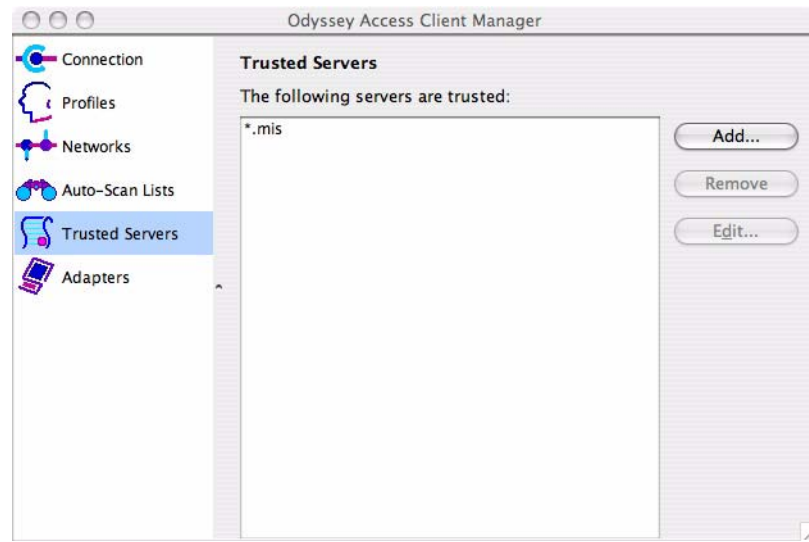 Odyssey Access Client Manager
Connection
Profiles
Networks
Auto-Scan Lists
Trusted Servers
Adapters
Trusted Servers
The following servers are trusted:
*.mis
Add...
Remove
Edit...